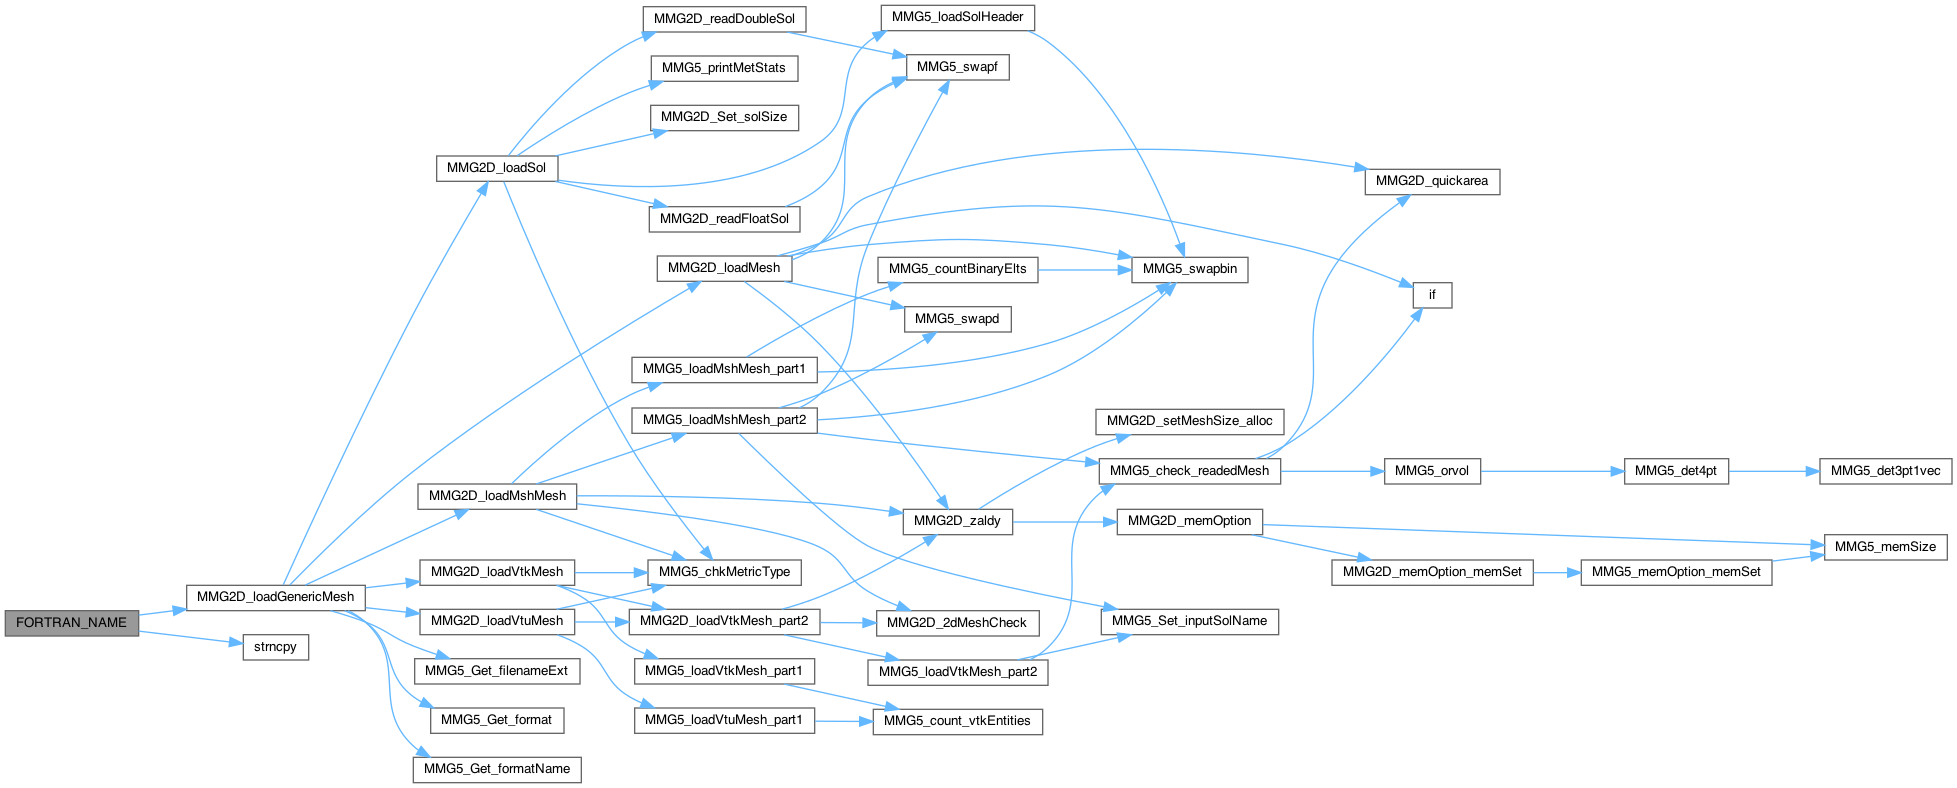 MMG2D_readDoubleSol
MMG5_loadSolHeader
MMG5_printMetStats
MMG5_swapf
MMG2D_Set_solSize
MMG2D_loadSol
MMG2D_quickarea
MMG2D_readFloatSol
MMG2D_loadMesh
MMG5_countBinaryElts
MMG5_swapbin
if
MMG5_swapd
MMG5_loadMshMesh_part1
MMG5_loadMshMesh_part2
MMG2D_setMeshSize_alloc
MMG5_check_readedMesh
MMG5_orvol
MMG5_det4pt
MMG5_det3pt1vec
MMG2D_loadMshMesh
MMG2D_zaldy
MMG2D_memOption
MMG5_memSize
MMG2D_loadVtkMesh
MMG5_chkMetricType
MMG2D_memOption_memSet
MMG5_memOption_memSet
MMG2D_loadGenericMesh
FORTRAN_NAME
MMG2D_loadVtuMesh
MMG2D_loadVtkMesh_part2
MMG2D_2dMeshCheck
MMG5_Set_inputSolName
strncpy
MMG5_Get_filenameExt
MMG5_loadVtkMesh_part1
MMG5_loadVtkMesh_part2
MMG5_Get_format
MMG5_loadVtuMesh_part1
MMG5_count_vtkEntities
MMG5_Get_formatName